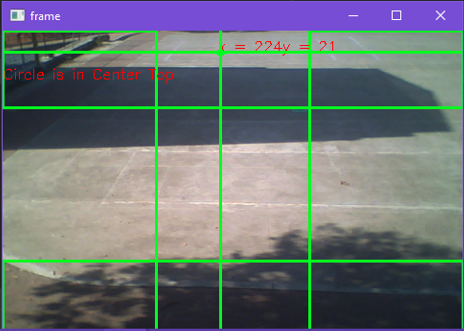 frame
x = 224y = 21
Circle is in Center Top